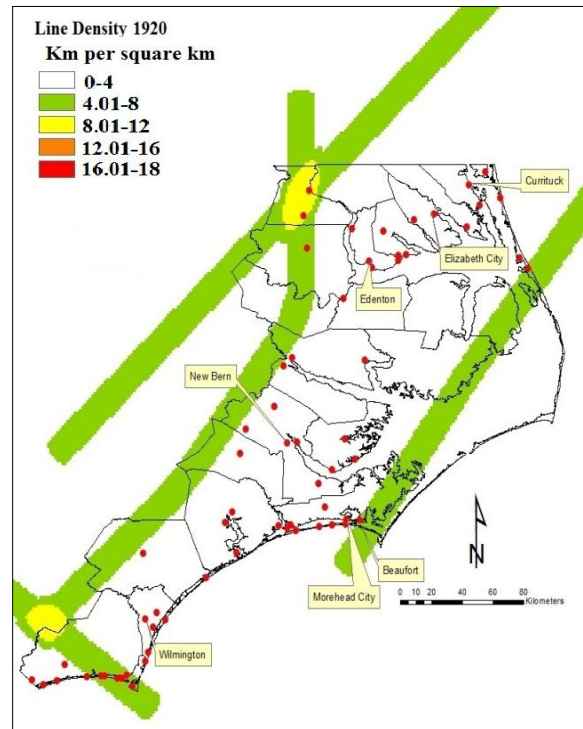 Line Density 1920
Km per square km
0-4
4.01-8
8.01-12
12.01-16
16.01-18
Currituck
Elizabeth City
Edenton
New Bern
Beaufort
Morehead City
Wilmington
N
0 10 20 40 60 80
Kilometers